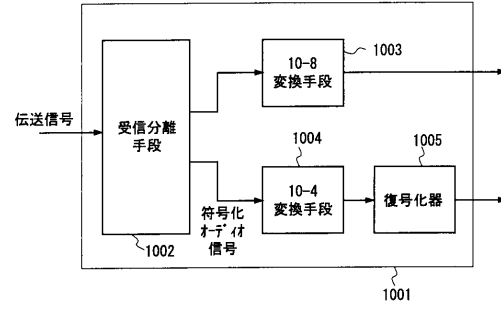 伝送信号
受信分離
手段
1002
10-8
変換手段
1003
符号化
オーディオ
信号
1004
10-4
変換手段
1005
復号化器
1001